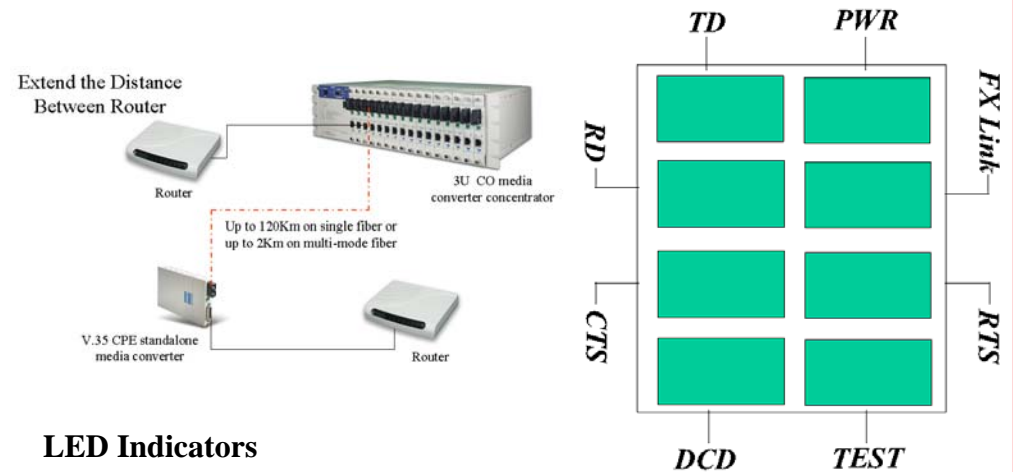 Extend the Distance
Between Router
Router
3U CO media
converter concentrator
Up to 120Km on single fiber or
up to 2Km on multi-mode fiber
V.35 CPE standalone
media converter
Router
LED Indicators
TD
PWR
RD
FX Link
CTS
RTS
DCD
TEST